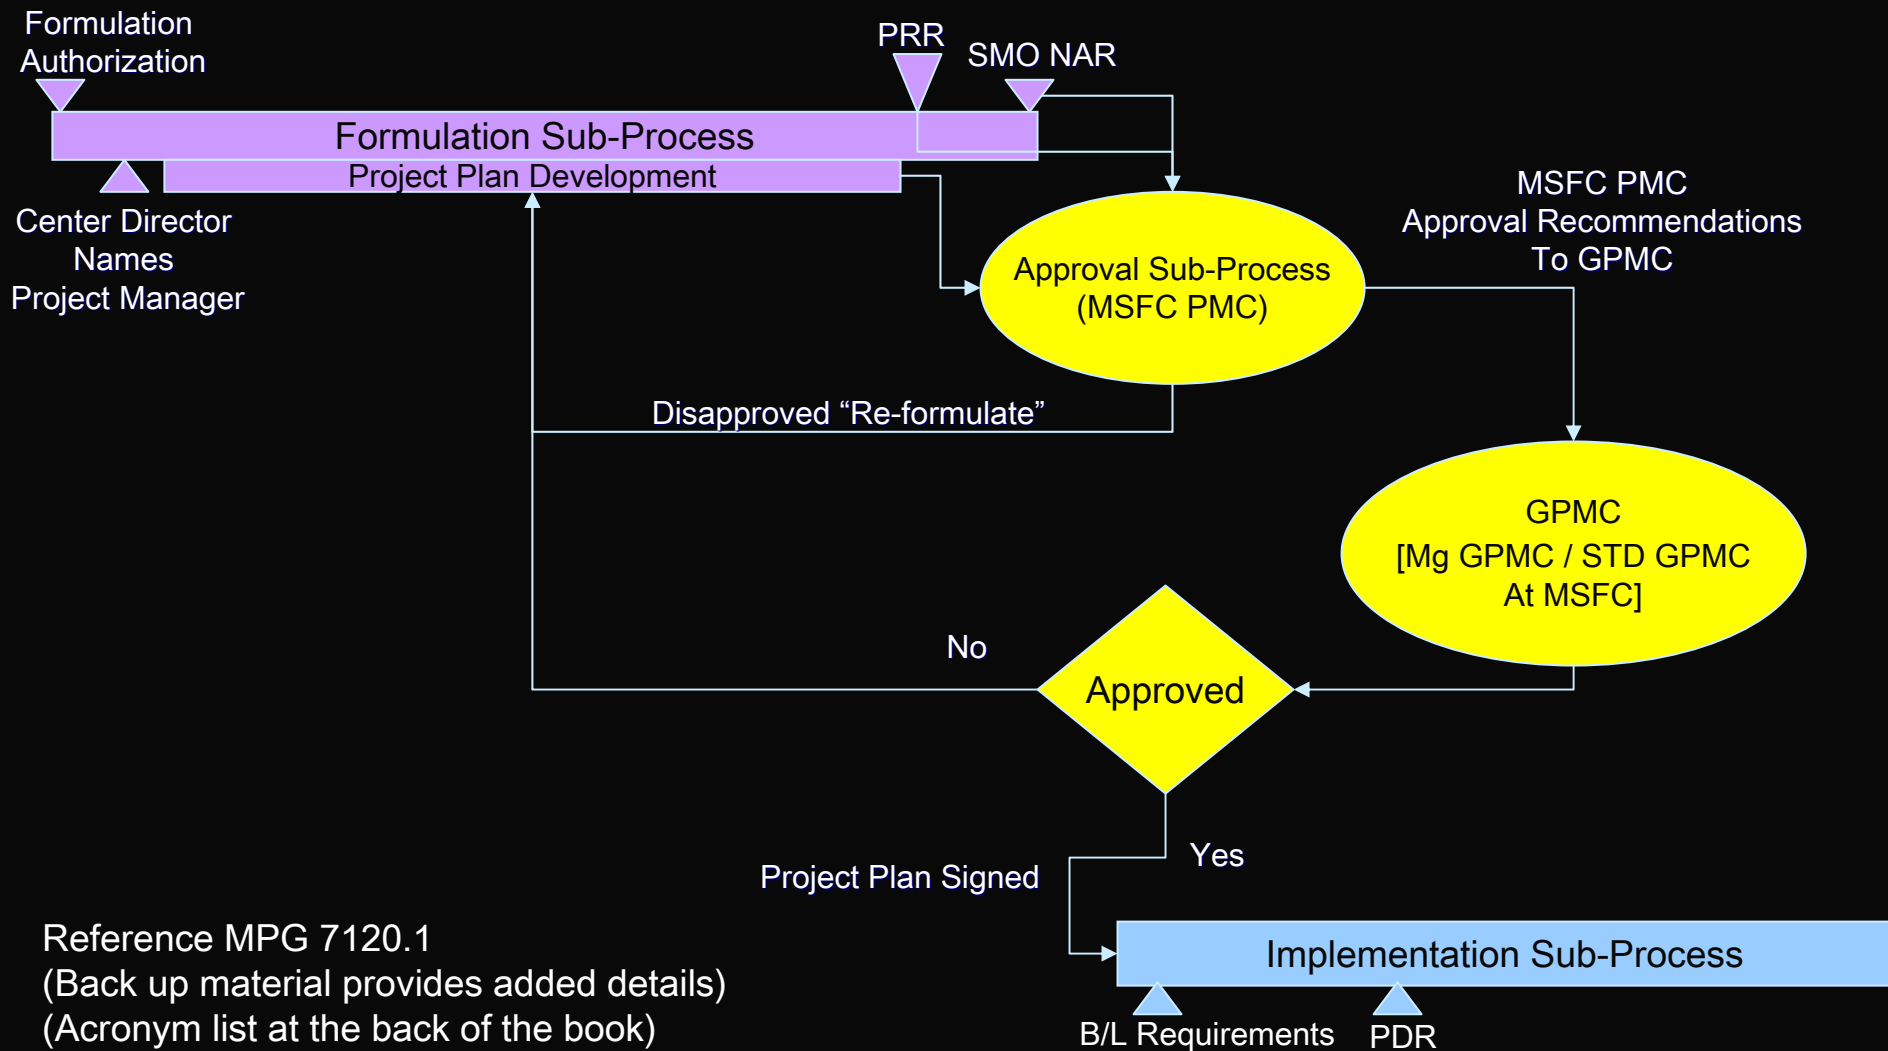 Formulation
Authorization
PRR
SMO NAR
Formulation Sub-Process
Project Plan Development
Center Director
Names
Project Manager
MSFC PMC
Approval Recommendations
To GPMC
Approval Sub-Process
(MSFC PMC)
Disapproved “Re-formulate”
GPMC
[Mg GPMC / STD GPMC
At MSFC]
No
Approved
Yes
Project Plan Signed
Implementation Sub-Process
B/L Requirements
PDR
Reference MPG 7120.1
(Back up material provides added details)
(Acronym list at the back of the book)